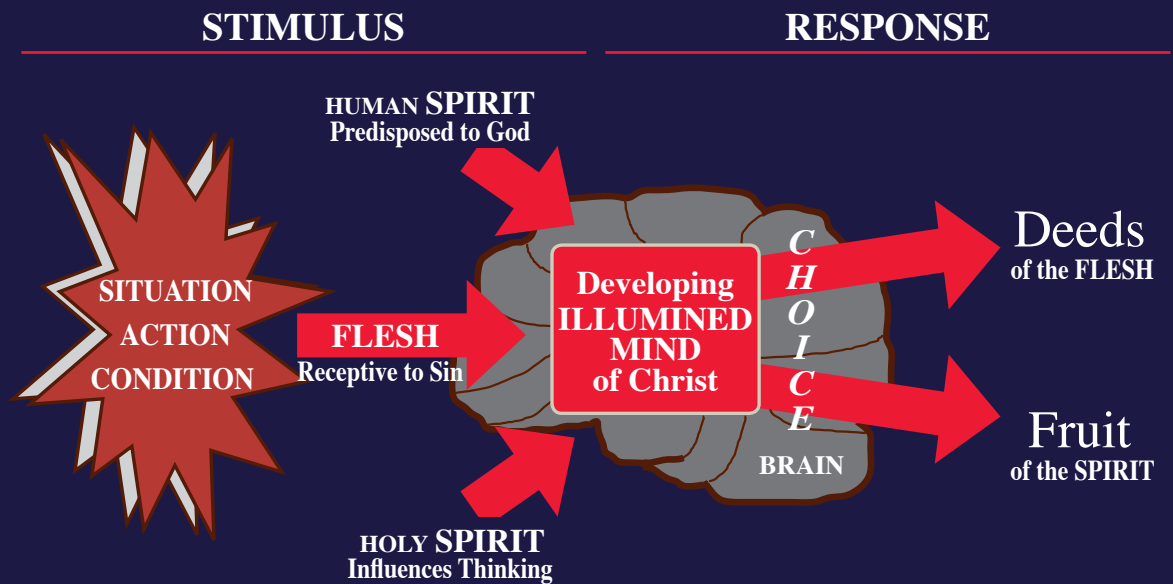 STIMULUS
RESPONSE
HUMAN SPIRIT
Predisposed to God
SITUATION
ACTION
CONDITION
FLESH
Receptive to Sin
HOLY SPIRIT
Influences Thinking
Developing
ILLUMINED
MIND
of Christ
CHOICE
BRAIN
Deeds
of the FLESH
Fruit
of the SPIRIT